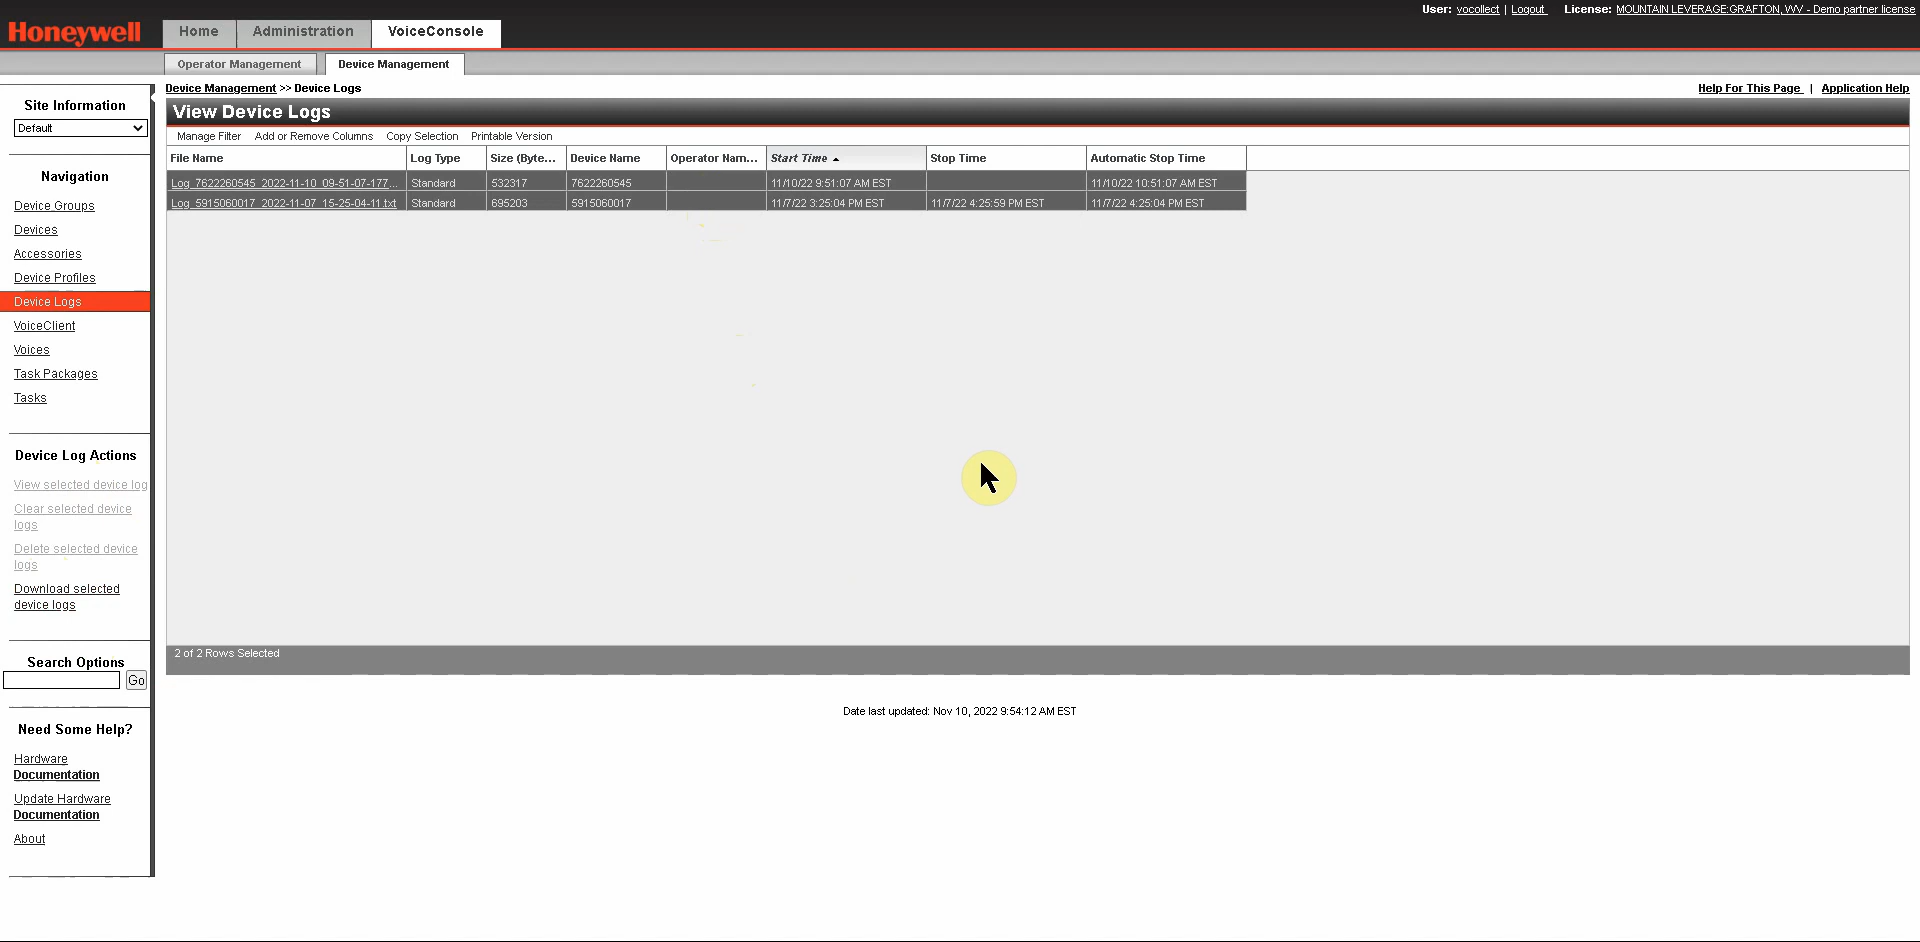 User: vocollect | Logout License: MOUNTAIN LEVERAGE:GRAFTON, WV - Demo partner license
Honeywell
Home Administration VoiceConsole
Operator Management Device Management
Device Management >> Device Logs Help For This Page | Application Help
Site Information
Default
Navigation
Device Groups
Devices
Accessories
Device Profiles
Device Logs
VoiceClient
Voices
Task Packages
Tasks
Device Log Actions
View selected device log
Clear selected device
logs
Delete selected device
logs
Download selected
device logs
Search Options
Go
Need Some Help?
Hardware
Documentation
Update Hardware
Documentation
About
View Device Logs
Manage Filter Add or Remove Columns Copy Selection Printable Version
File Name Log Type Size (Byte... Device Name Operator Nam... Start Time Stop Time Automatic Stop Time
Log_7622260545_2022-11-10_09-51-07-177... Standard 532317 7622260545 11/10/22 9:51:07 AM EST 11/10/22 10:51:07 AM EST
Log_5915060017_2022-11-07_15-25-04-11.txt Standard 695203 5915060017 11/7/22 3:25:04 PM EST 11/7/22 4:25:59 PM EST 11/7/22 4:25:04 PM EST
2 of 2 Rows Selected
Date last updated: Nov 10, 2022 9:54:12 AM EST